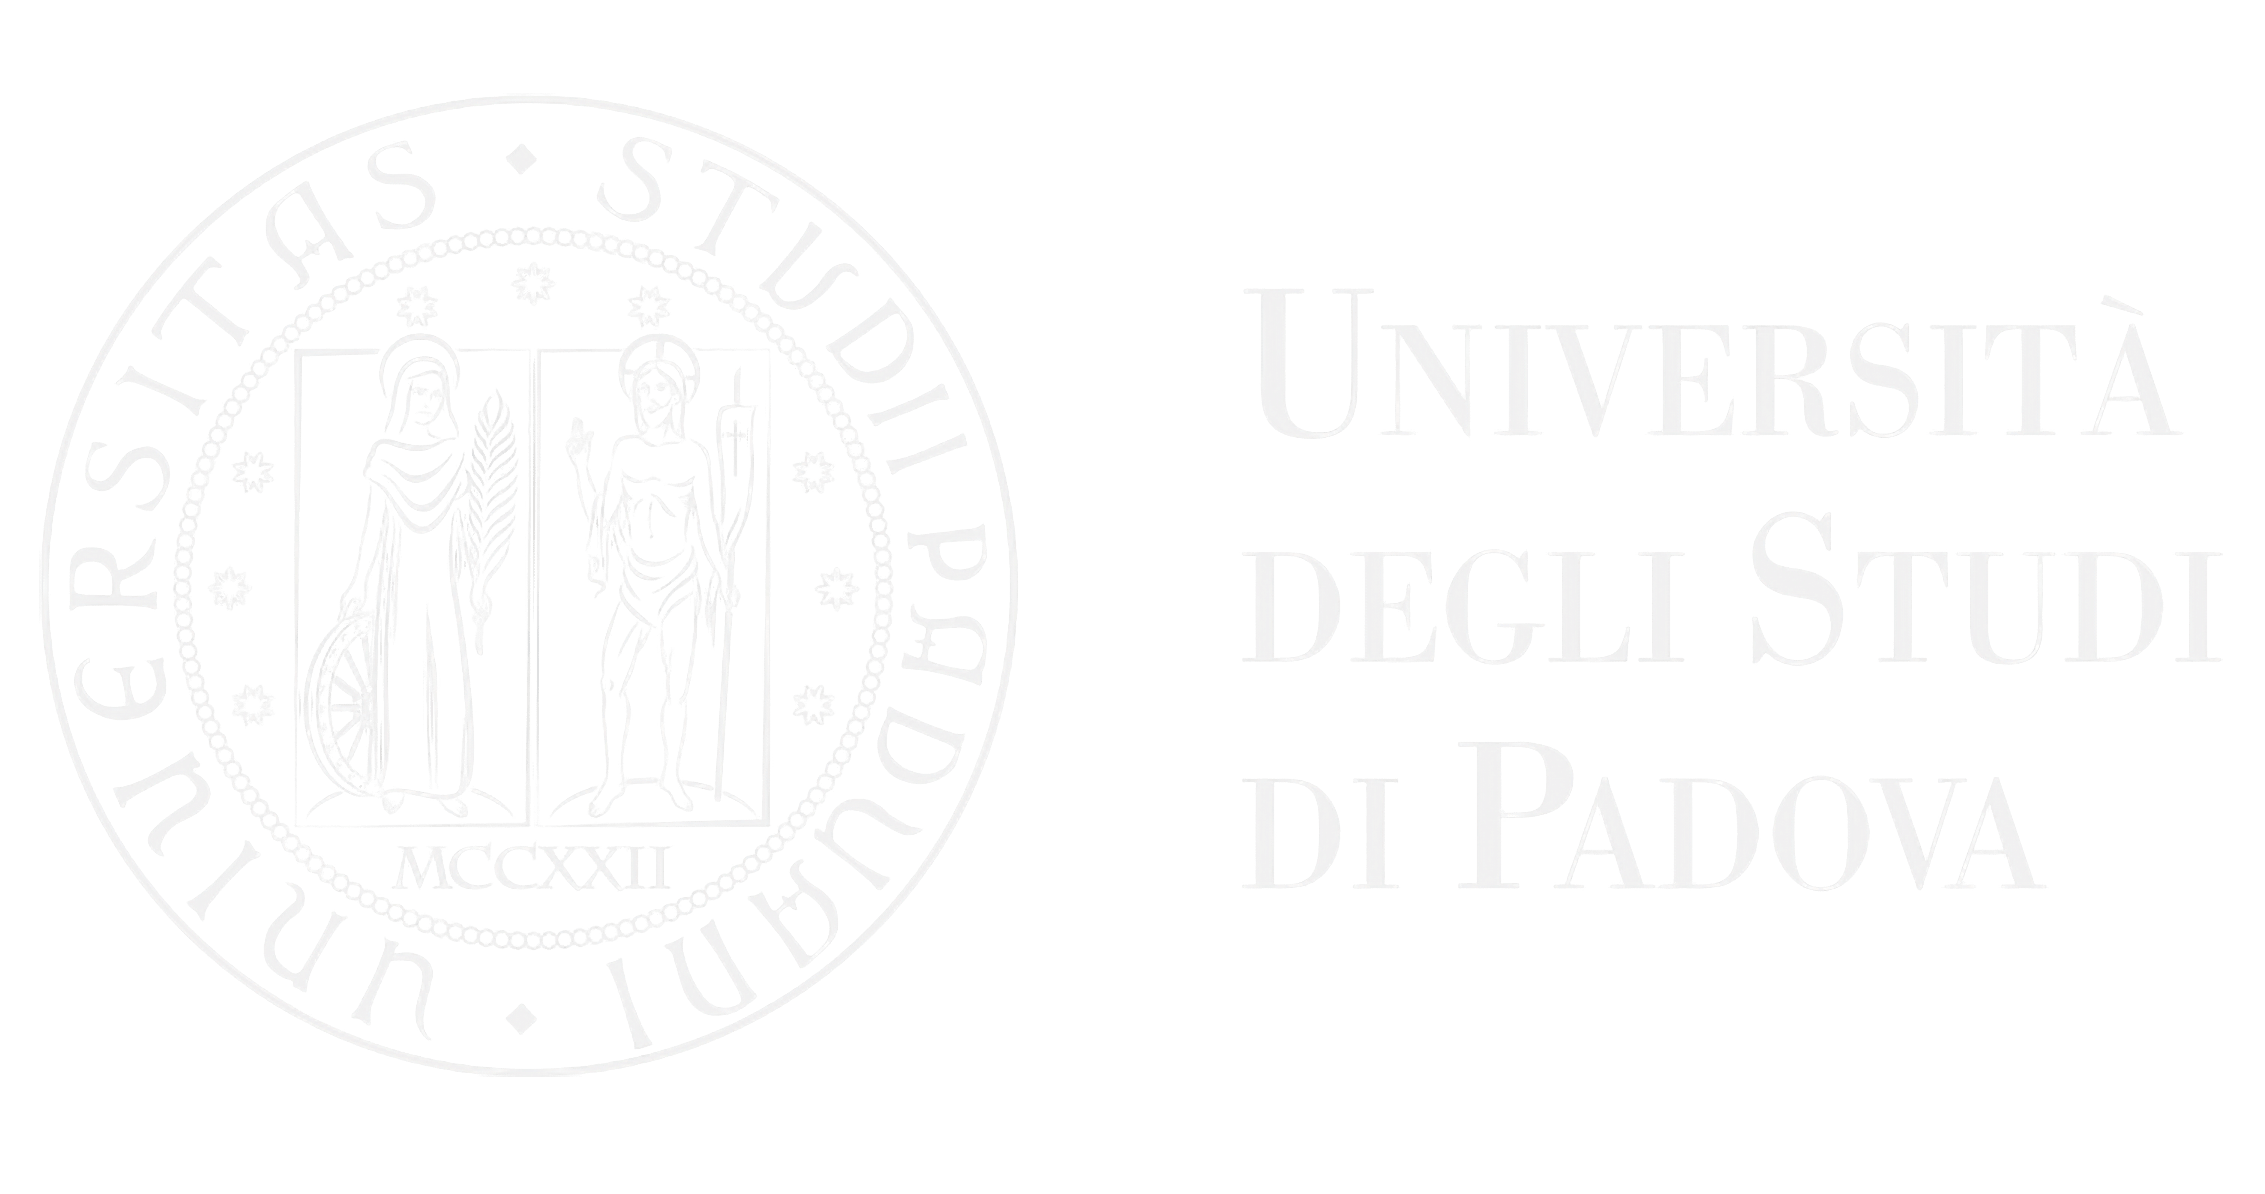 UNIVERSITAS • STUDII PADUANI •
MCCXXII
UNIVERSITÀ
DEGLI STUDI
DI PADOVA